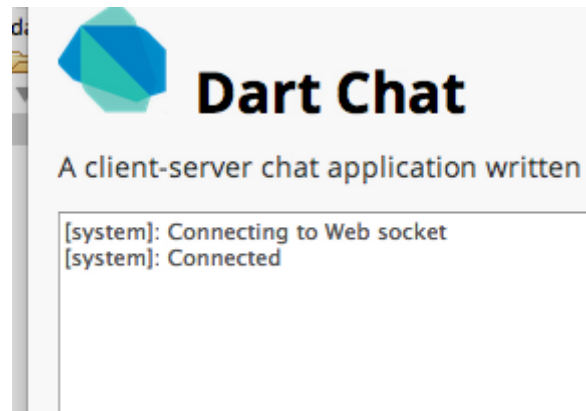 Dart Chat
A client-server chat application written
[system]: Connecting to Web socket
[system]: Connected